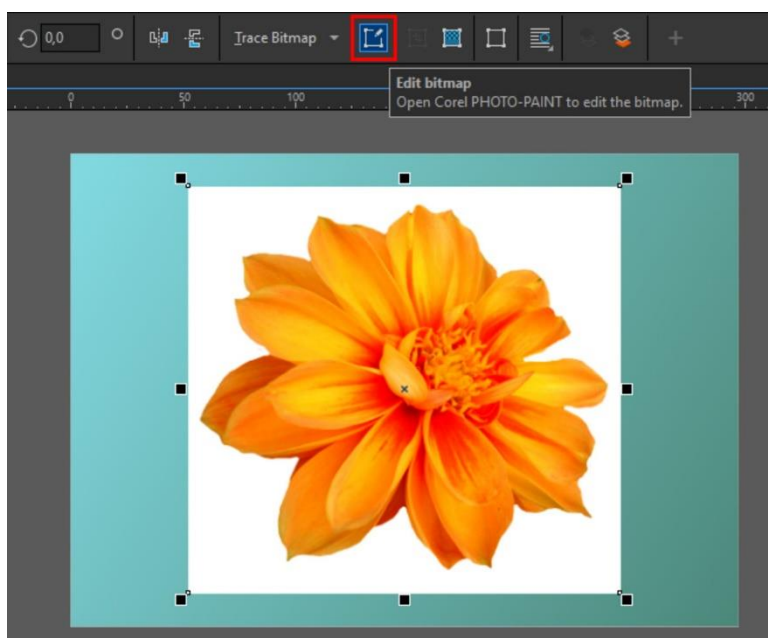 0,0
Trace Bitmap
Edit bitmap
Open Corel PHOTO-PAINT to edit the bitmap.
0 50 100 300